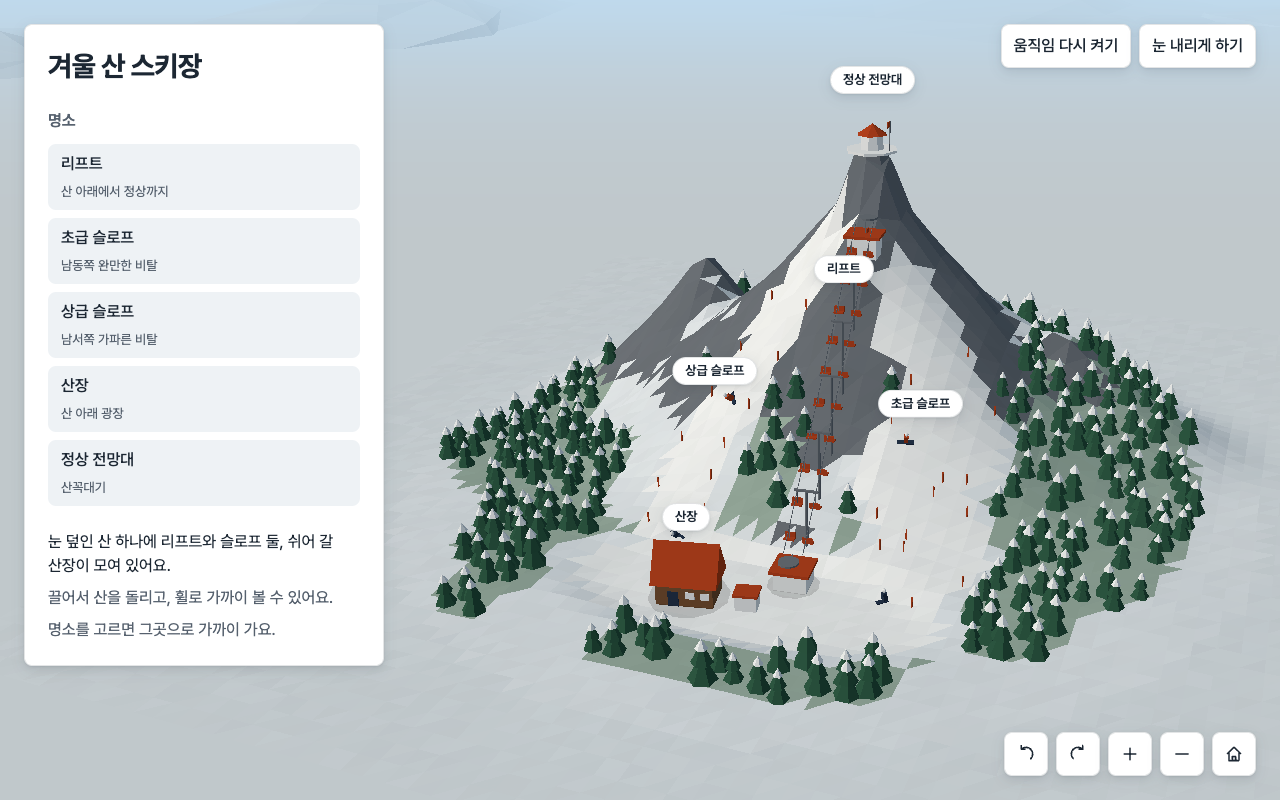 겨울 산 스키장
명소
리프트
산 아래에서 정상까지
초급 슬로프
남동쪽 완만한 비탈
상급 슬로프
남서쪽 가파른 비탈
산장
산 아래 광장
정상 전망대
산꼭대기
눈 덮인 산 하나에 리프트와 슬로프 둘, 쉬어 갈
산장이 모여 있어요.
끌어서 산을 돌리고, 휠로 가까이 볼 수 있어요.
명소를 고르면 그곳으로 가까이 가요.
움직임 다시 켜기
눈 내리게 하기
정상 전망대
리프트
상급 슬로프
초급 슬로프
산장